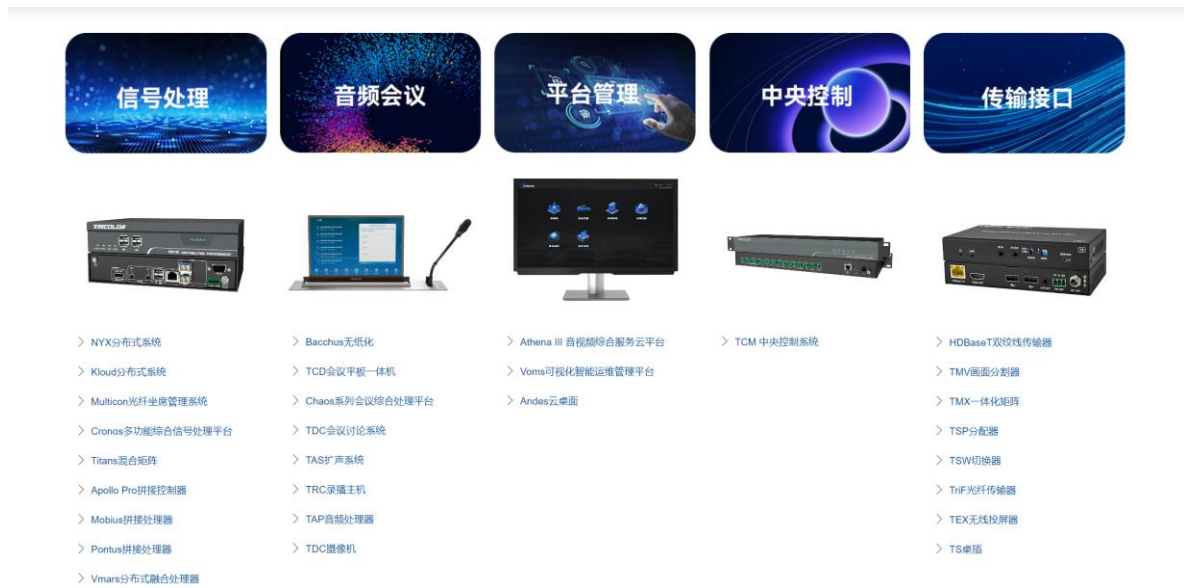 信号处理
音频会议
平台管理
中央控制
传输接口
TRICOLOR
NYX分布式系统
Kloud分布式系统
Multicon光纤坐席管理系统
Cronos多功能综合信号处理平台
Titans混合矩阵
Apollo Pro拼接控制器
Mobius拼接处理器
Pontus拼接处理器
Vmars分布式融合处理器
Bacchus无纸化
TCD会议平板一体机
Chaos系列会议综合处理平台
TDC会议讨论系统
TAS扩声系统
TRC录播主机
TAP音频处理器
TDC摄像机
Athena III 音视频综合服务云平台
Voms可视化智能运维管理平台
Andes云桌面
TCM 中央控制系统
HDBaseT双绞线传输器
TMV画面分割器
TMX一体化矩阵
TSP分配器
TSW切换器
TriF光纤传输器
TEX无线投屏器
TS桌插